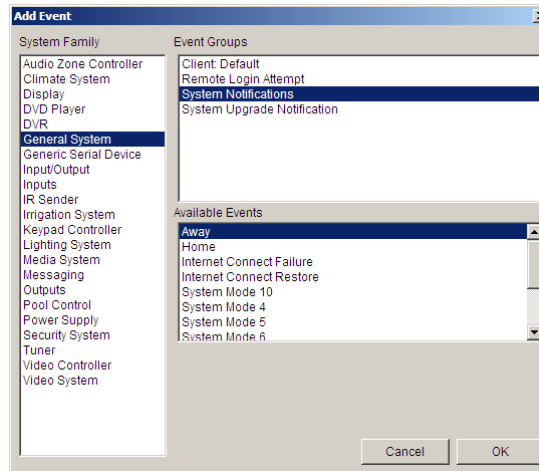 Add Event
System Family
Audio Zone Controller
Climate System
Display
DVD Player
DVR
General System
Generic Serial Device
Input/Output
Inputs
IR Sender
Irrigation System
Keypad Controller
Lighting System
Media System
Messaging
Outputs
Pool Control
Power Supply
Security System
Tuner
Video Controller
Video System
Event Groups
Client: Default
Remote Login Attempt
System Notifications
System Upgrade Notification
Available Events
Away
Home
Internet Connect Failure
Internet Connect Restore
System Mode 10
System Mode 4
System Mode 5
System Mode 6
Cancel
OK